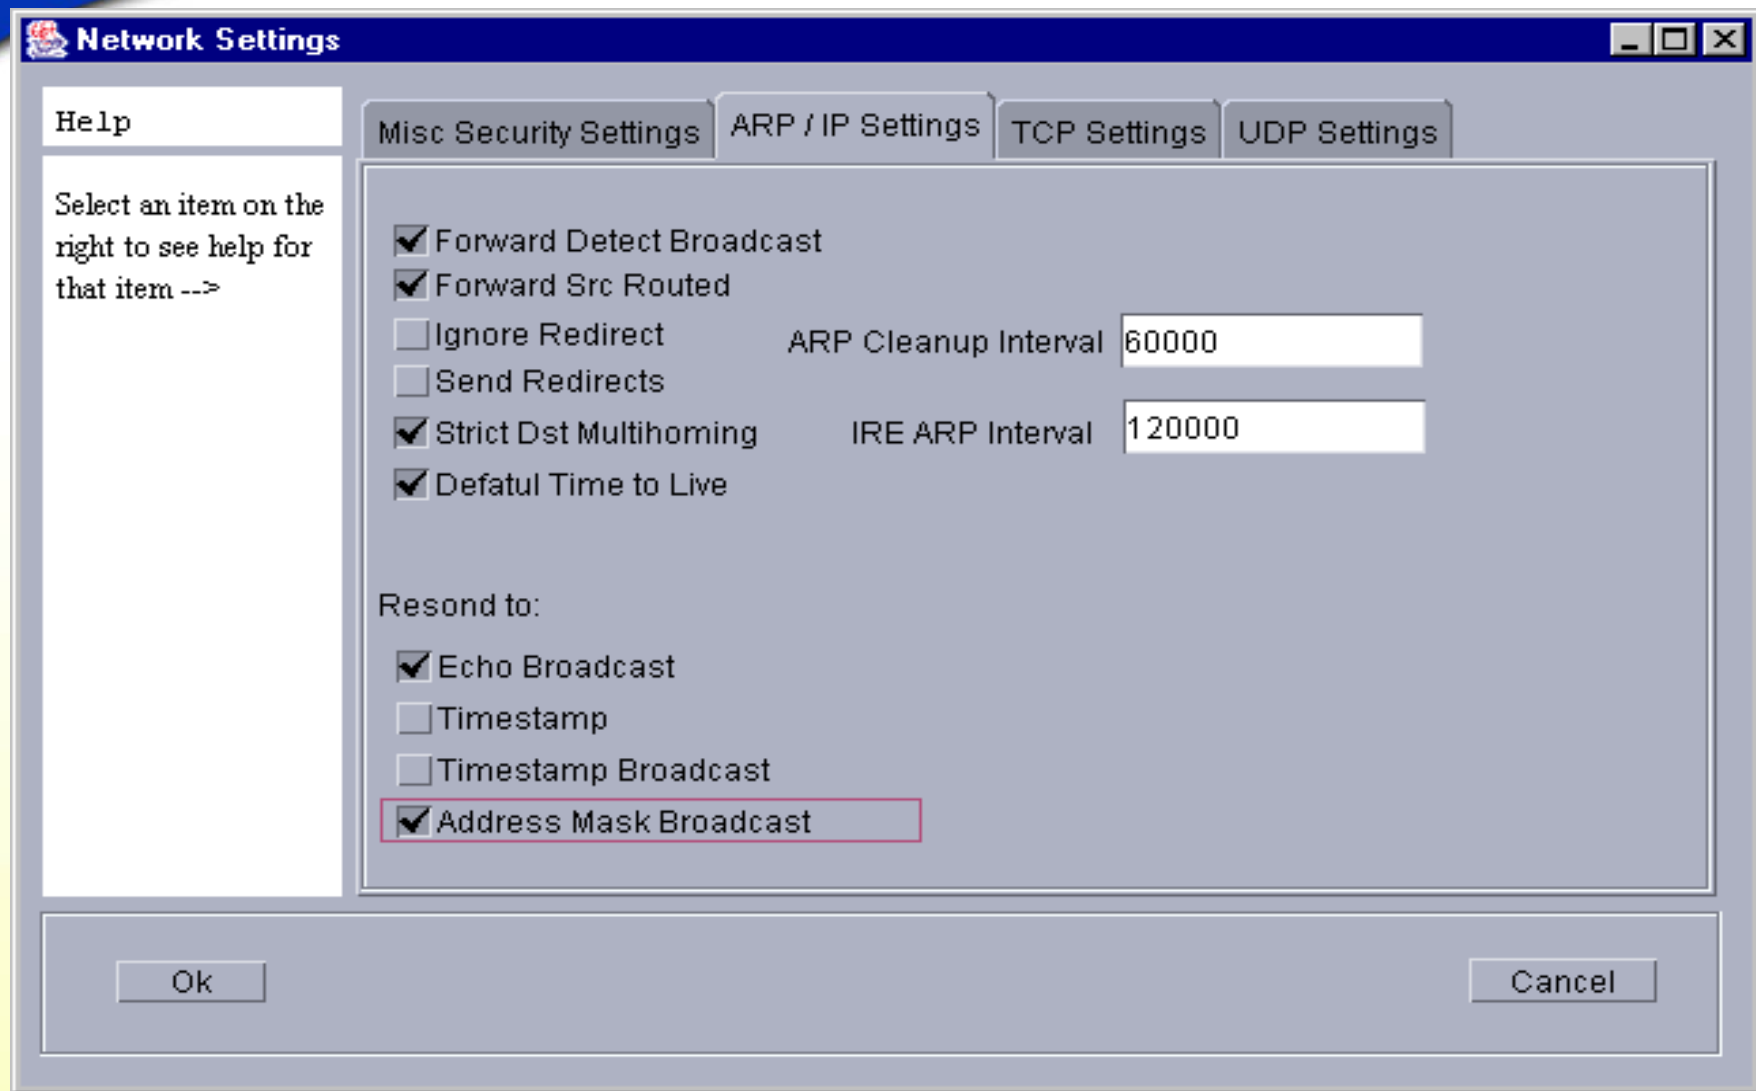 Network Settings
Help
Select an item on the
right to see help for
that item -->
Misc Security Settings
ARP / IP Settings
TCP Settings
UDP Settings
Forward Detect Broadcast
Forward Src Routed
Ignore Redirect
Send Redirects
Strict Dst Multihoming
Defatul Time to Live
ARP Cleanup Interval 60000
IRE ARP Interval 120000
Resond to:
Echo Broadcast
Timestamp
Timestamp Broadcast
Address Mask Broadcast
Ok
Cancel